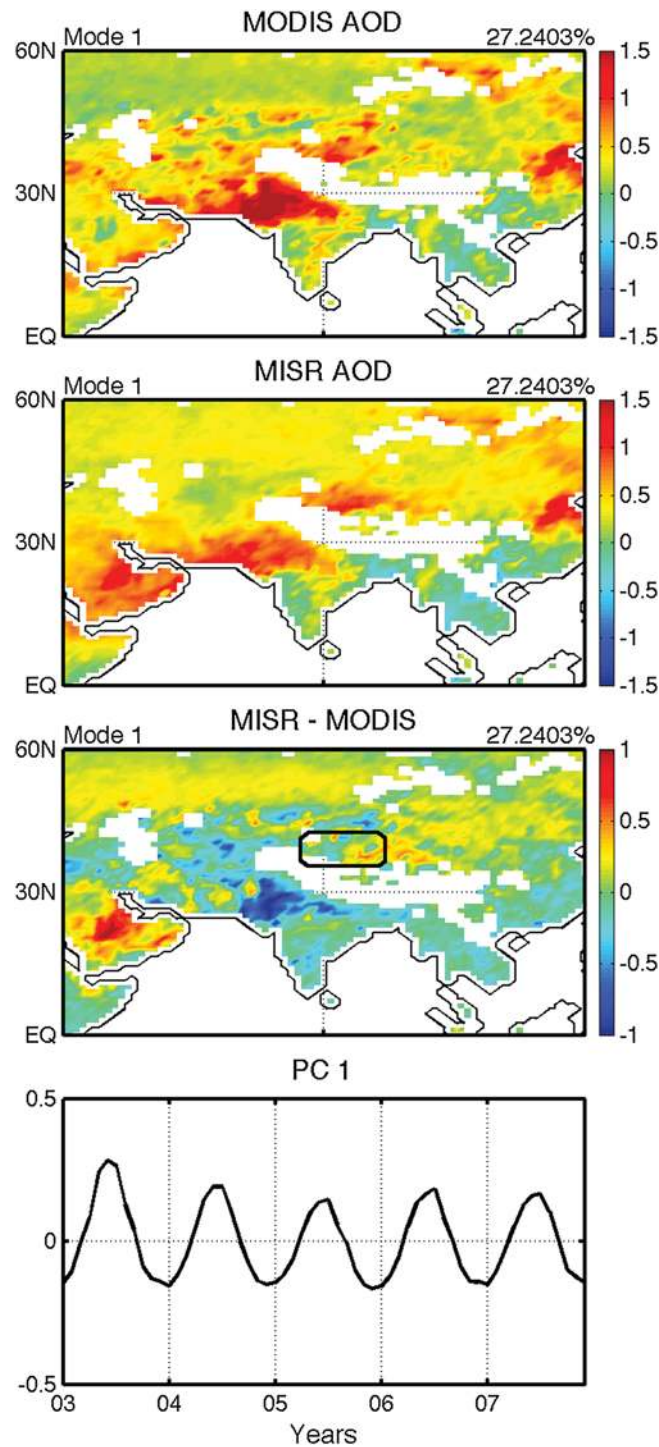 MODIS AOD
Mode 1 27.2403%
60N
30N
EQ
1.5
1
0.5
0
-0.5
-1
-1.5
MISR AOD
Mode 1 27.2403%
60N
30N
EQ
1.5
1
0.5
0
-0.5
-1
-1.5
MISR - MODIS
Mode 1 27.2403%
60N
30N
EQ
1
0.5
0
-0.5
-1
PC 1
0.5
0
-0.5
03 04 05 06 07
Years